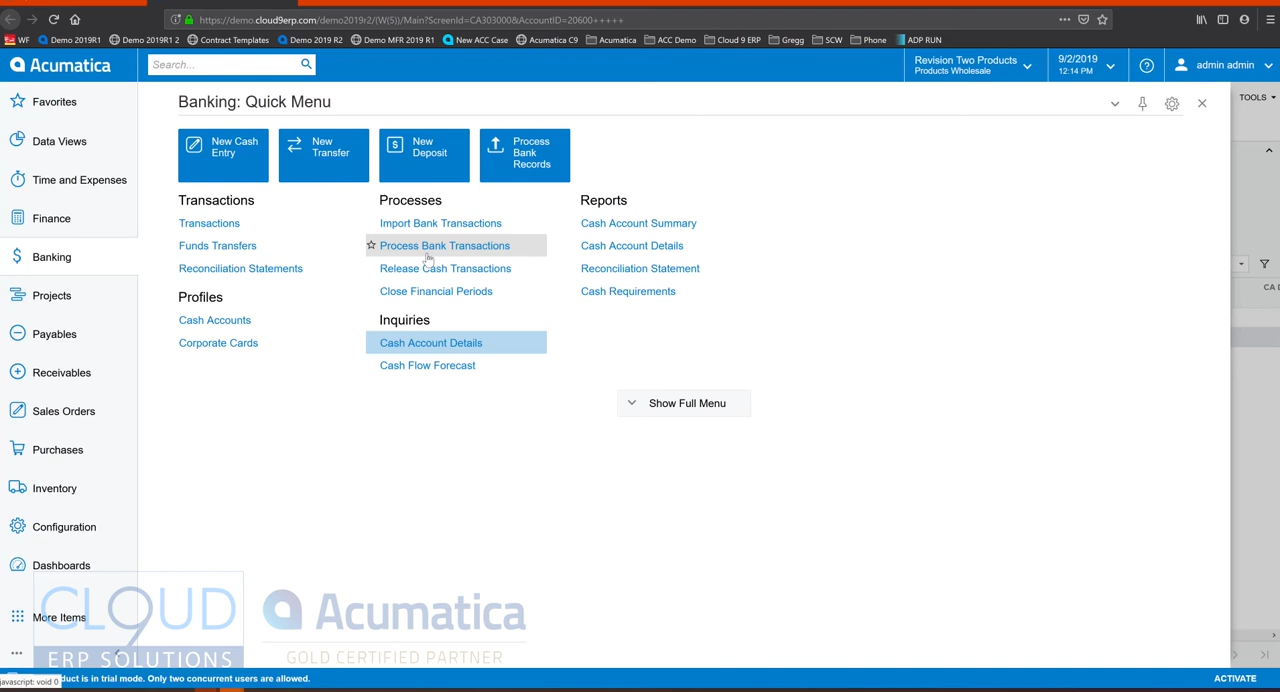 https://demo.cloud9erp.com/demo2019r2/(W(5))/Main?ScreenId=CA303000&AccountID=20600+++++
WF Demo 2019R1 Demo 2019R1 2 Contract Templates Demo 2019 R2 Demo MFR 2019 R1 New ACC Case Acumatica C9 Acumatica ACC Demo Cloud 9 ERP Gregg SCW Phone ADP RUN
Acumatica
Search...
Revision Two Products
Products Wholesale
9/2/2019
12:14 PM
admin admin
TOOLS
Favorites
Data Views
Time and Expenses
Finance
Banking
Projects
Payables
Receivables
Sales Orders
Purchases
Inventory
Configuration
Dashboards
More Items
Banking: Quick Menu
New Cash
Entry
New
Transfer
New
Deposit
Process
Bank
Records
Transactions
Transactions
Funds Transfers
Reconciliation Statements
Profiles
Cash Accounts
Corporate Cards
Processes
Import Bank Transactions
Process Bank Transactions
Release Cash Transactions
Close Financial Periods
Inquiries
Cash Account Details
Cash Flow Forecast
Reports
Cash Account Summary
Cash Account Details
Reconciliation Statement
Cash Requirements
Show Full Menu
CA
CLOUD
9
ERP SOLUTIONS
Acumatica
GOLD CERTIFIED PARTNER
is in trial mode. Only two concurrent users are allowed.
ACTIVATE
javascript: void 0